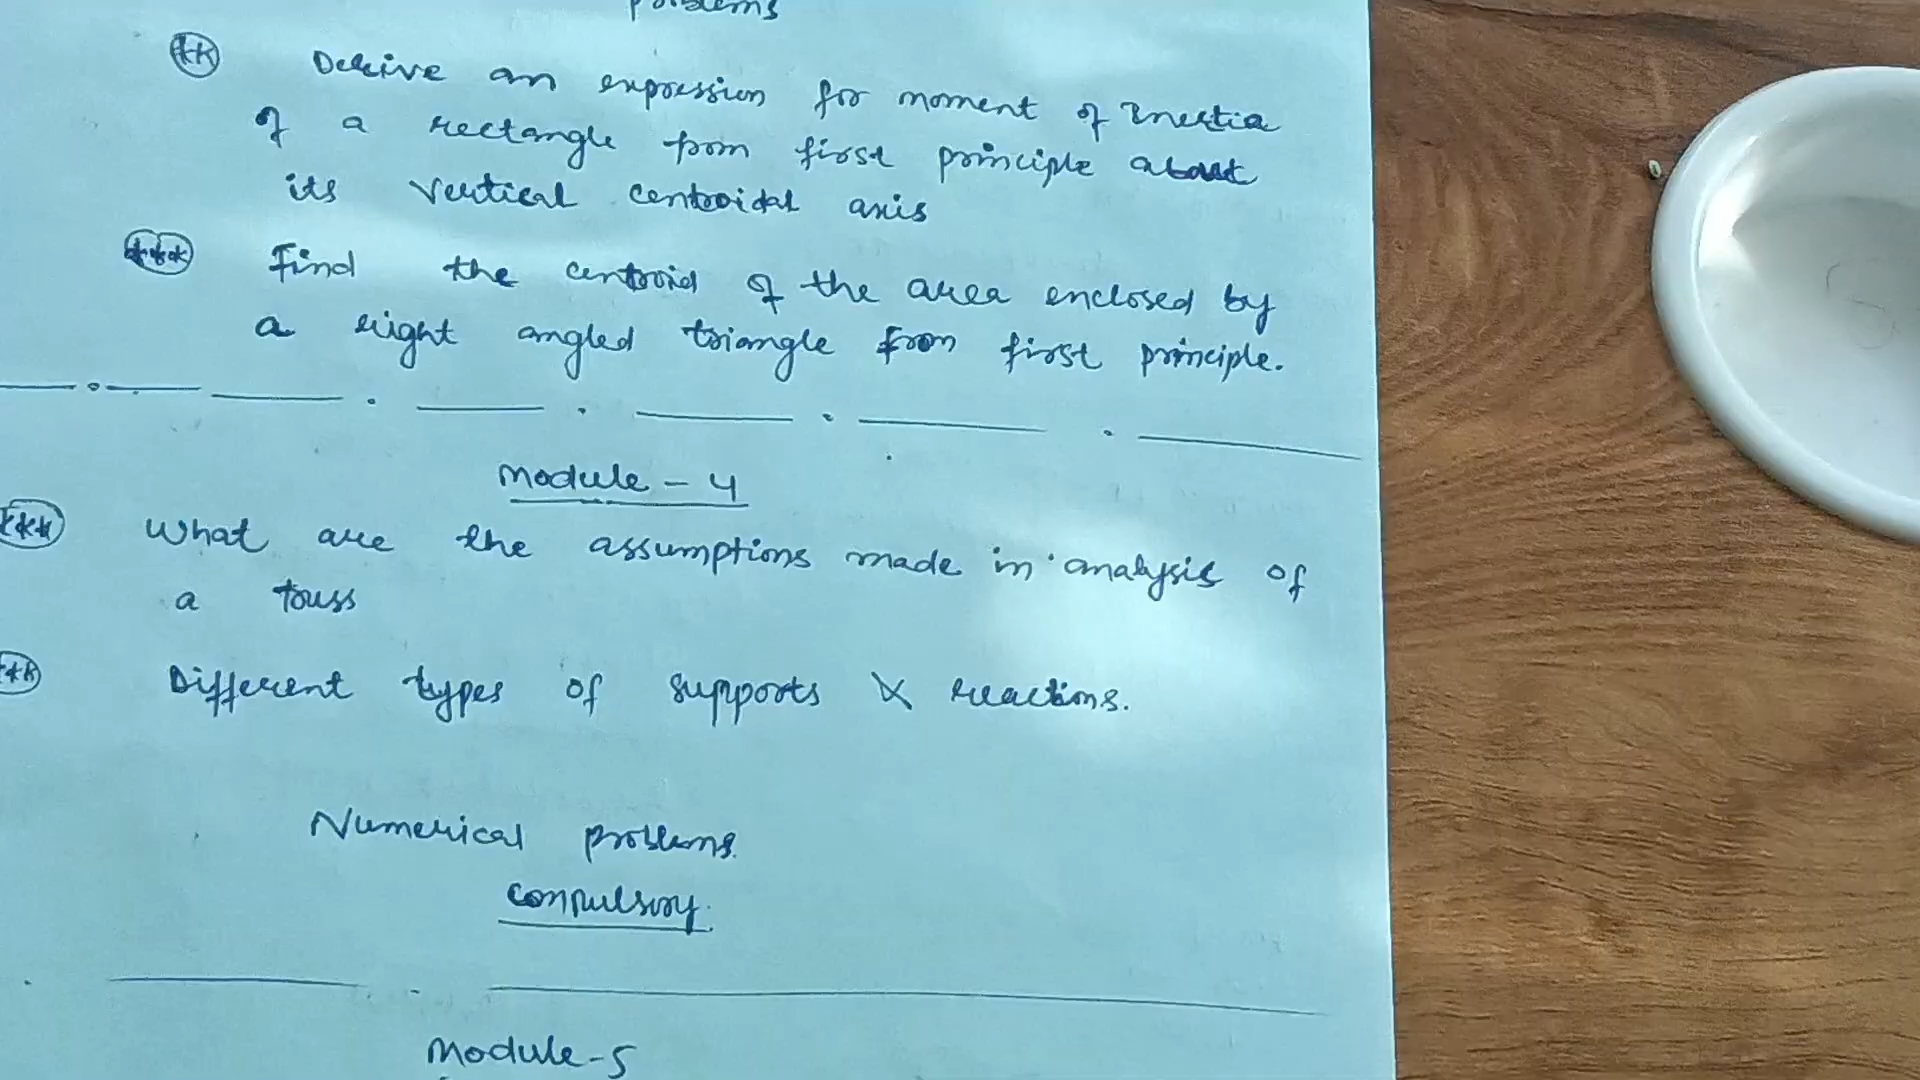 problems
** Derive an expression for moment of Inertia
of a rectangle from first principle about
its vertical centroidal axis
*** Find the centroid of the area enclosed by
a right angled triangle from first principle.
Module - 4
*** What are the assumptions made in analysis of
a truss
** Different types of supports & reactions.
Numerical problems.
compulsory.
Module-5